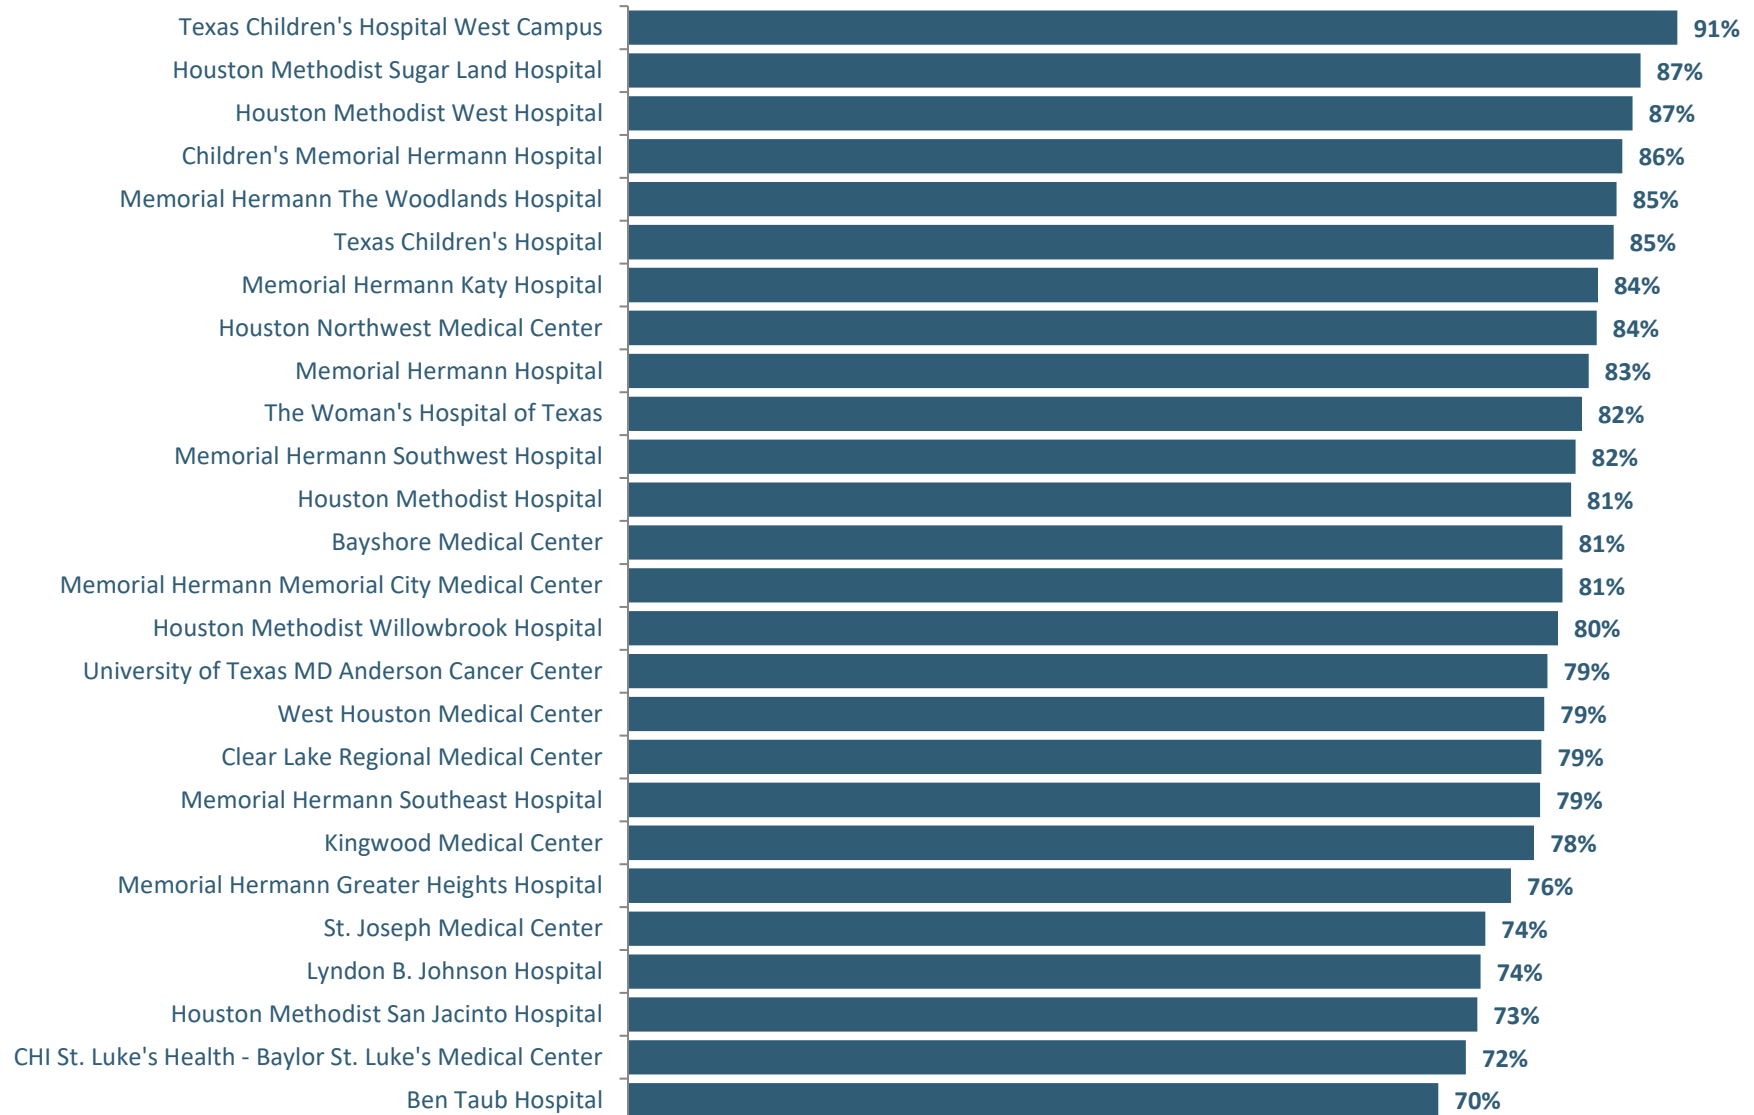 Texas Children's Hospital West Campus 91%
Houston Methodist Sugar Land Hospital 87%
Houston Methodist West Hospital 87%
Children's Memorial Hermann Hospital 86%
Memorial Hermann The Woodlands Hospital 85%
Texas Children's Hospital 85%
Memorial Hermann Katy Hospital 84%
Houston Northwest Medical Center 84%
Memorial Hermann Hospital 83%
The Woman's Hospital of Texas 82%
Memorial Hermann Southwest Hospital 82%
Houston Methodist Hospital 81%
Bayshore Medical Center 81%
Memorial Hermann Memorial City Medical Center 81%
Houston Methodist Willowbrook Hospital 80%
University of Texas MD Anderson Cancer Center 79%
West Houston Medical Center 79%
Clear Lake Regional Medical Center 79%
Memorial Hermann Southeast Hospital 79%
Kingwood Medical Center 78%
Memorial Hermann Greater Heights Hospital 76%
St. Joseph Medical Center 74%
Lyndon B. Johnson Hospital 74%
Houston Methodist San Jacinto Hospital 73%
CHI St. Luke's Health - Baylor St. Luke's Medical Center 72%
Ben Taub Hospital 70%